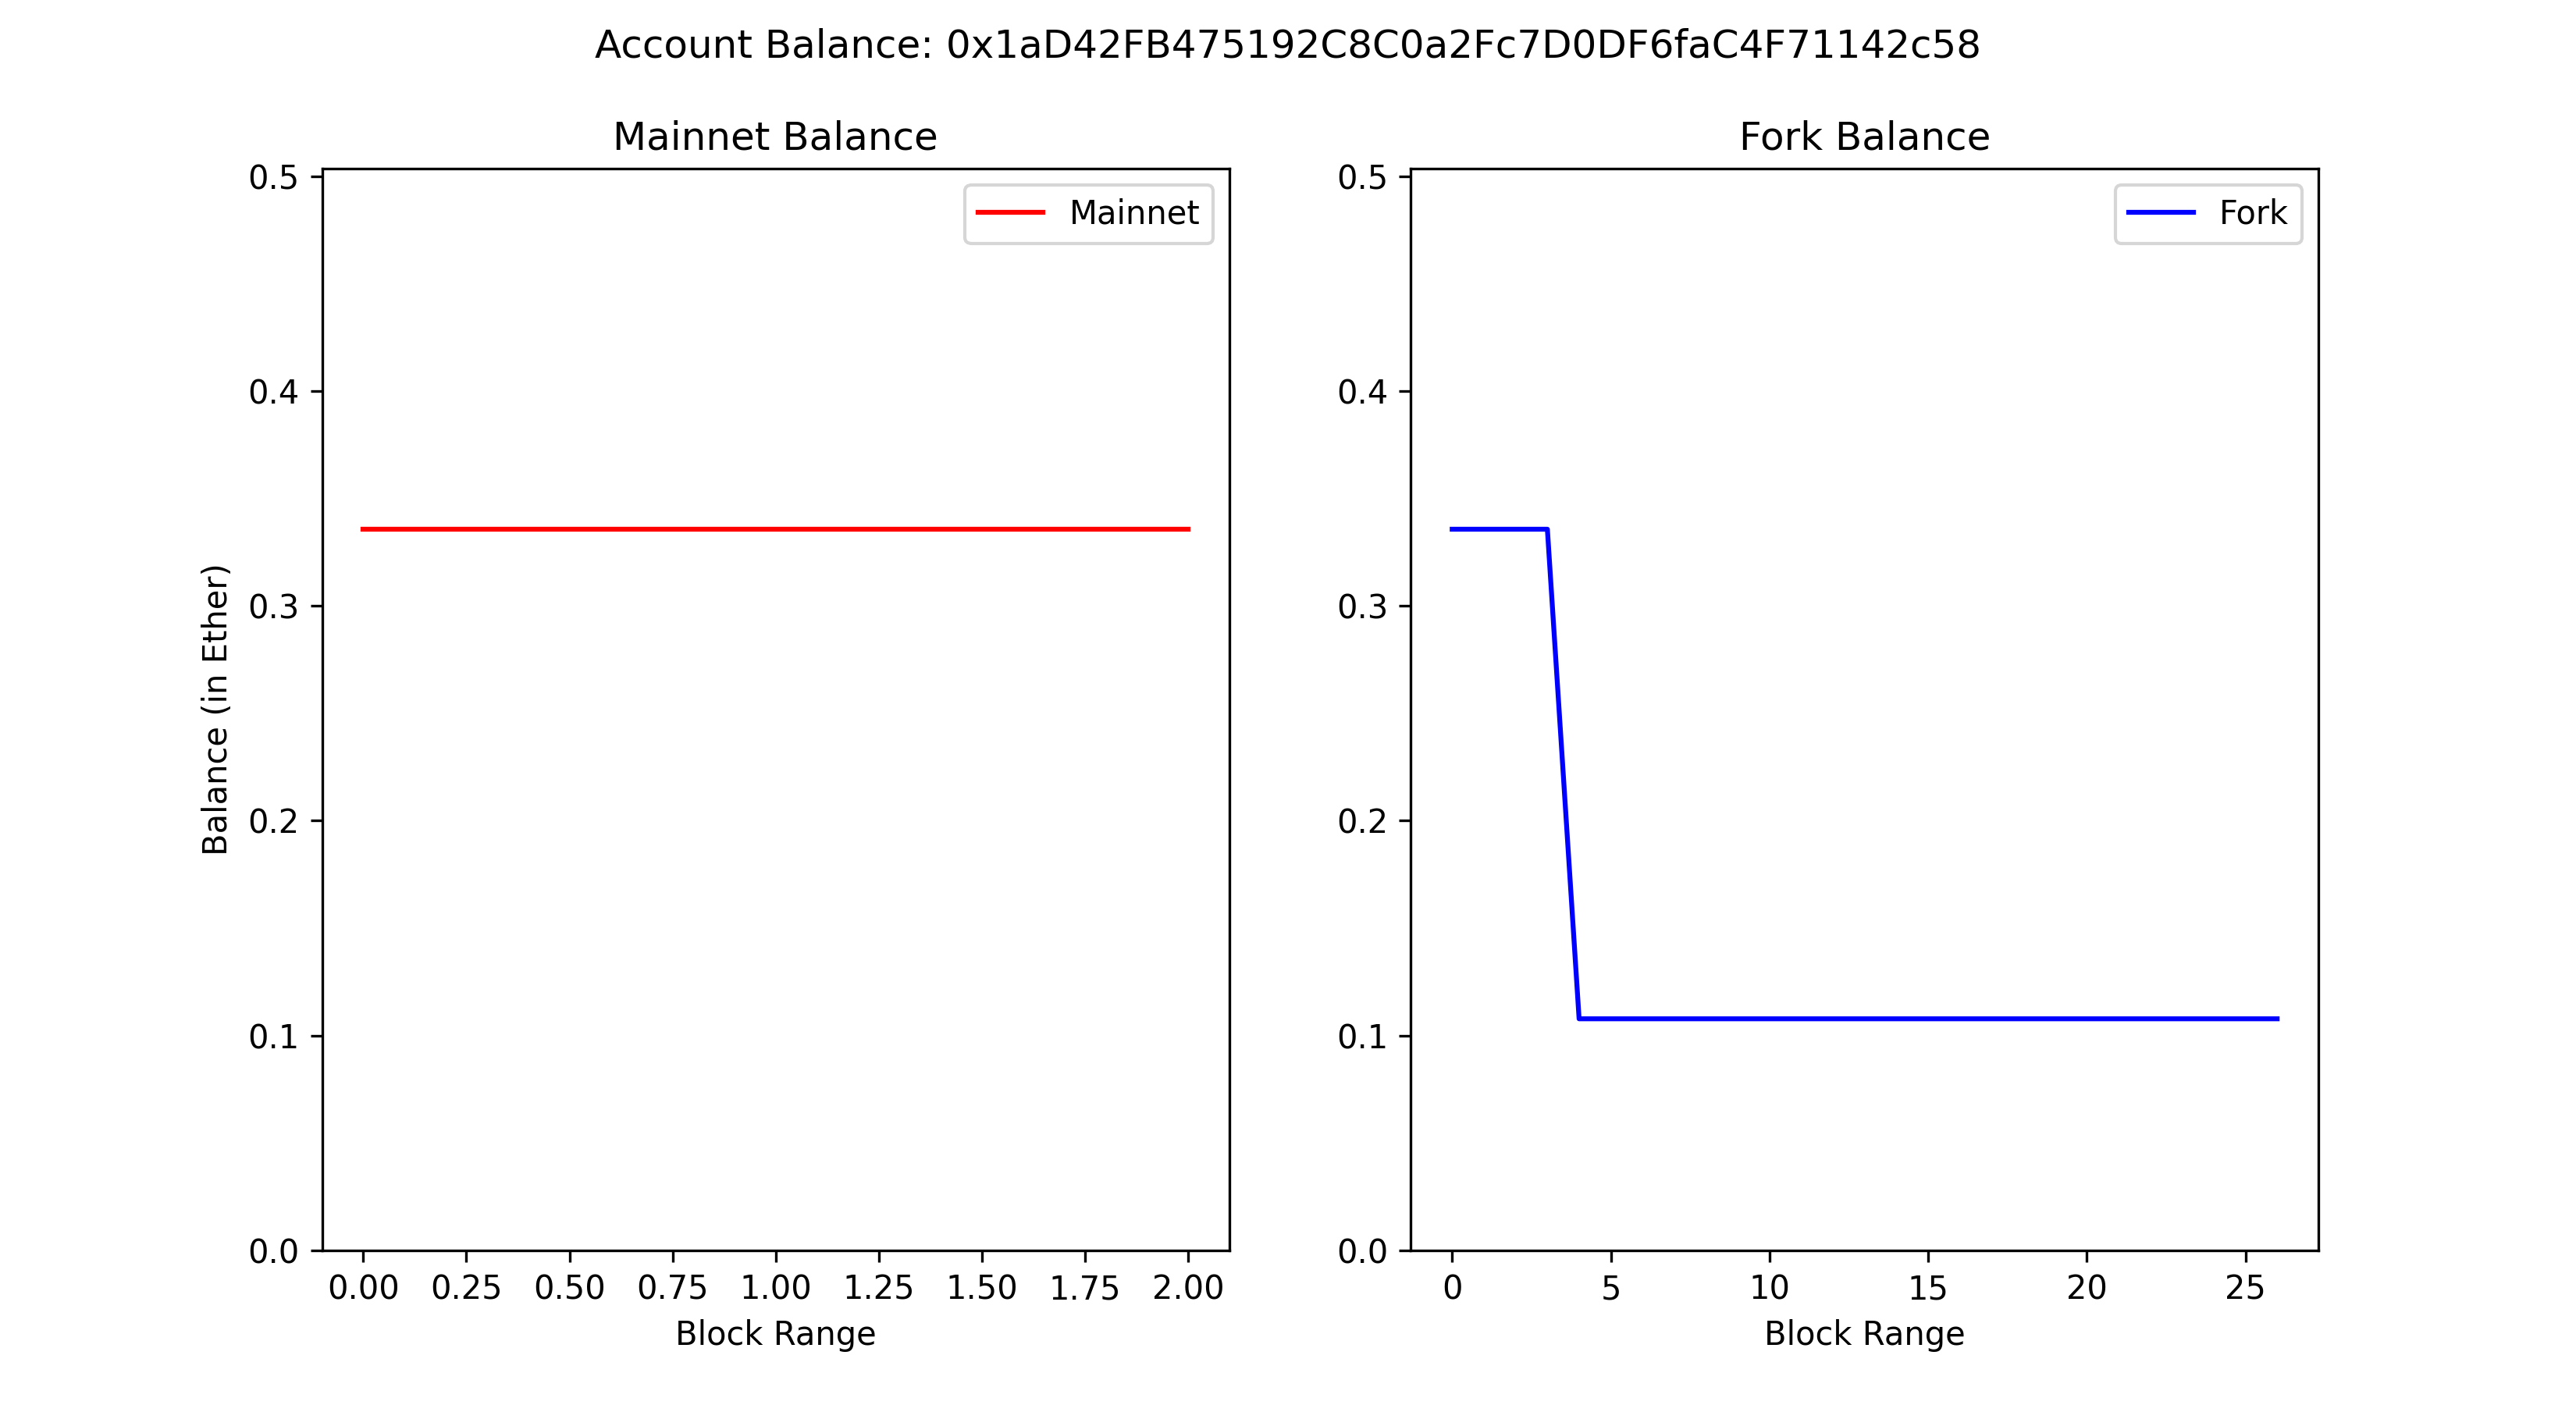 Account Balance: 0x1aD42FB475192C8C0a2Fc7D0DF6faC4F71142c58
Mainnet Balance
0.5
0.4
0.3
0.2
0.1
0.0
Balance (in Ether)
Mainnet
0.00 0.25 0.50 0.75 1.00 1.25 1.50 1.75 2.00
Block Range
Fork Balance
0.5
0.4
0.3
0.2
0.1
0.0
Fork
0 5 10 15 20 25
Block Range